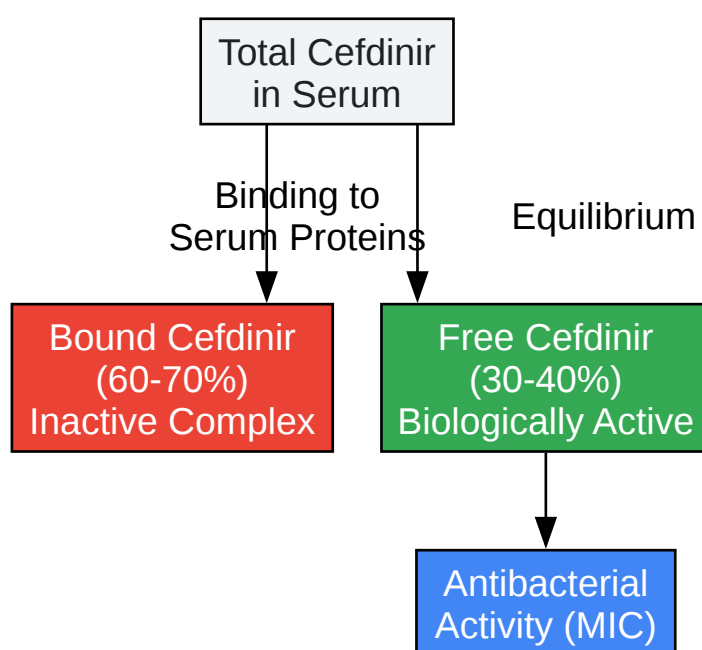 Total Cefdinir
in Serum
Binding to
Serum Proteins
Equilibrium
Bound Cefdinir
(60-70%)
Inactive Complex
Free Cefdinir
(30-40%)
Biologically Active
Antibacterial
Activity (MIC)